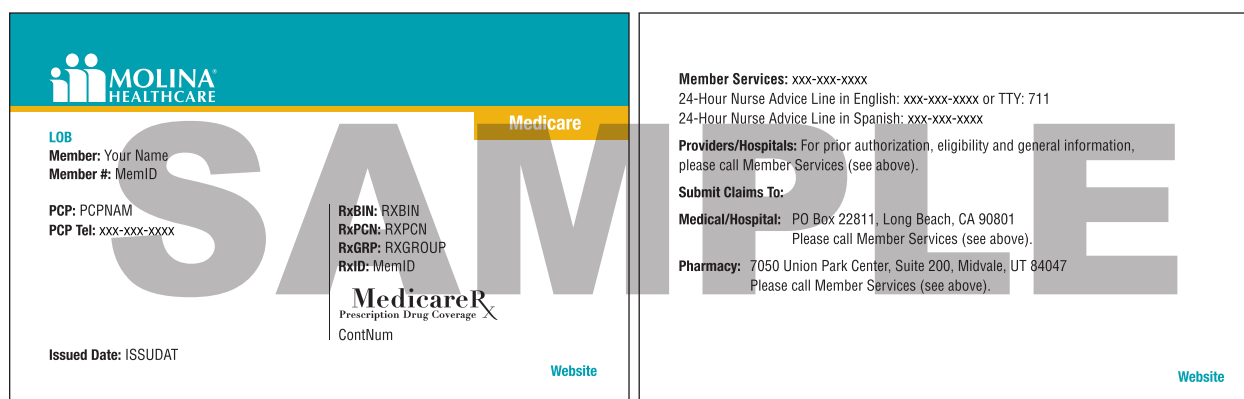 MOLINA®
HEALTHCARE
Medicare
LOB
Member: Your Name
Member #: MemID
PCP: PCPNAM
PCP Tel: xxx-xxx-xxxx
RxBIN: RXBIN
RxPCN: RXPCN
RxGRP: RXGROUP
RxID: MemID
MedicareRx
Prescription Drug Coverage
ContNum
Issued Date: ISSUDAT
Website
Member Services: xxx-xxx-xxxx
24-Hour Nurse Advice Line in English: xxx-xxx-xxxx or TTY: 711
24-Hour Nurse Advice Line in Spanish: xxx-xxx-xxxx
Providers/Hospitals: For prior authorization, eligibility and general information,
please call Member Services (see above).
Submit Claims To:
Medical/Hospital: PO Box 22811, Long Beach, CA 90801
Please call Member Services (see above).
Pharmacy: 7050 Union Park Center, Suite 200, Midvale, UT 84047
Please call Member Services (see above).
Website
SAMPLE